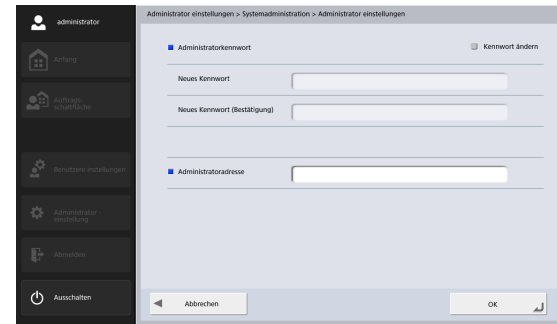 administrator
Administrator einstellungen > Systemadministration > Administrator einstellungen
Anfang
Auftrags-
schaltfläche
Benutzere instellungen
Administrator-
einstellung
Abmelden
Ausschalten
Administratorkennwort
Kennwort ändern
Neues Kennwort
Neues Kennwort (Bestätigung)
Administratoradresse
Abbrechen
OK